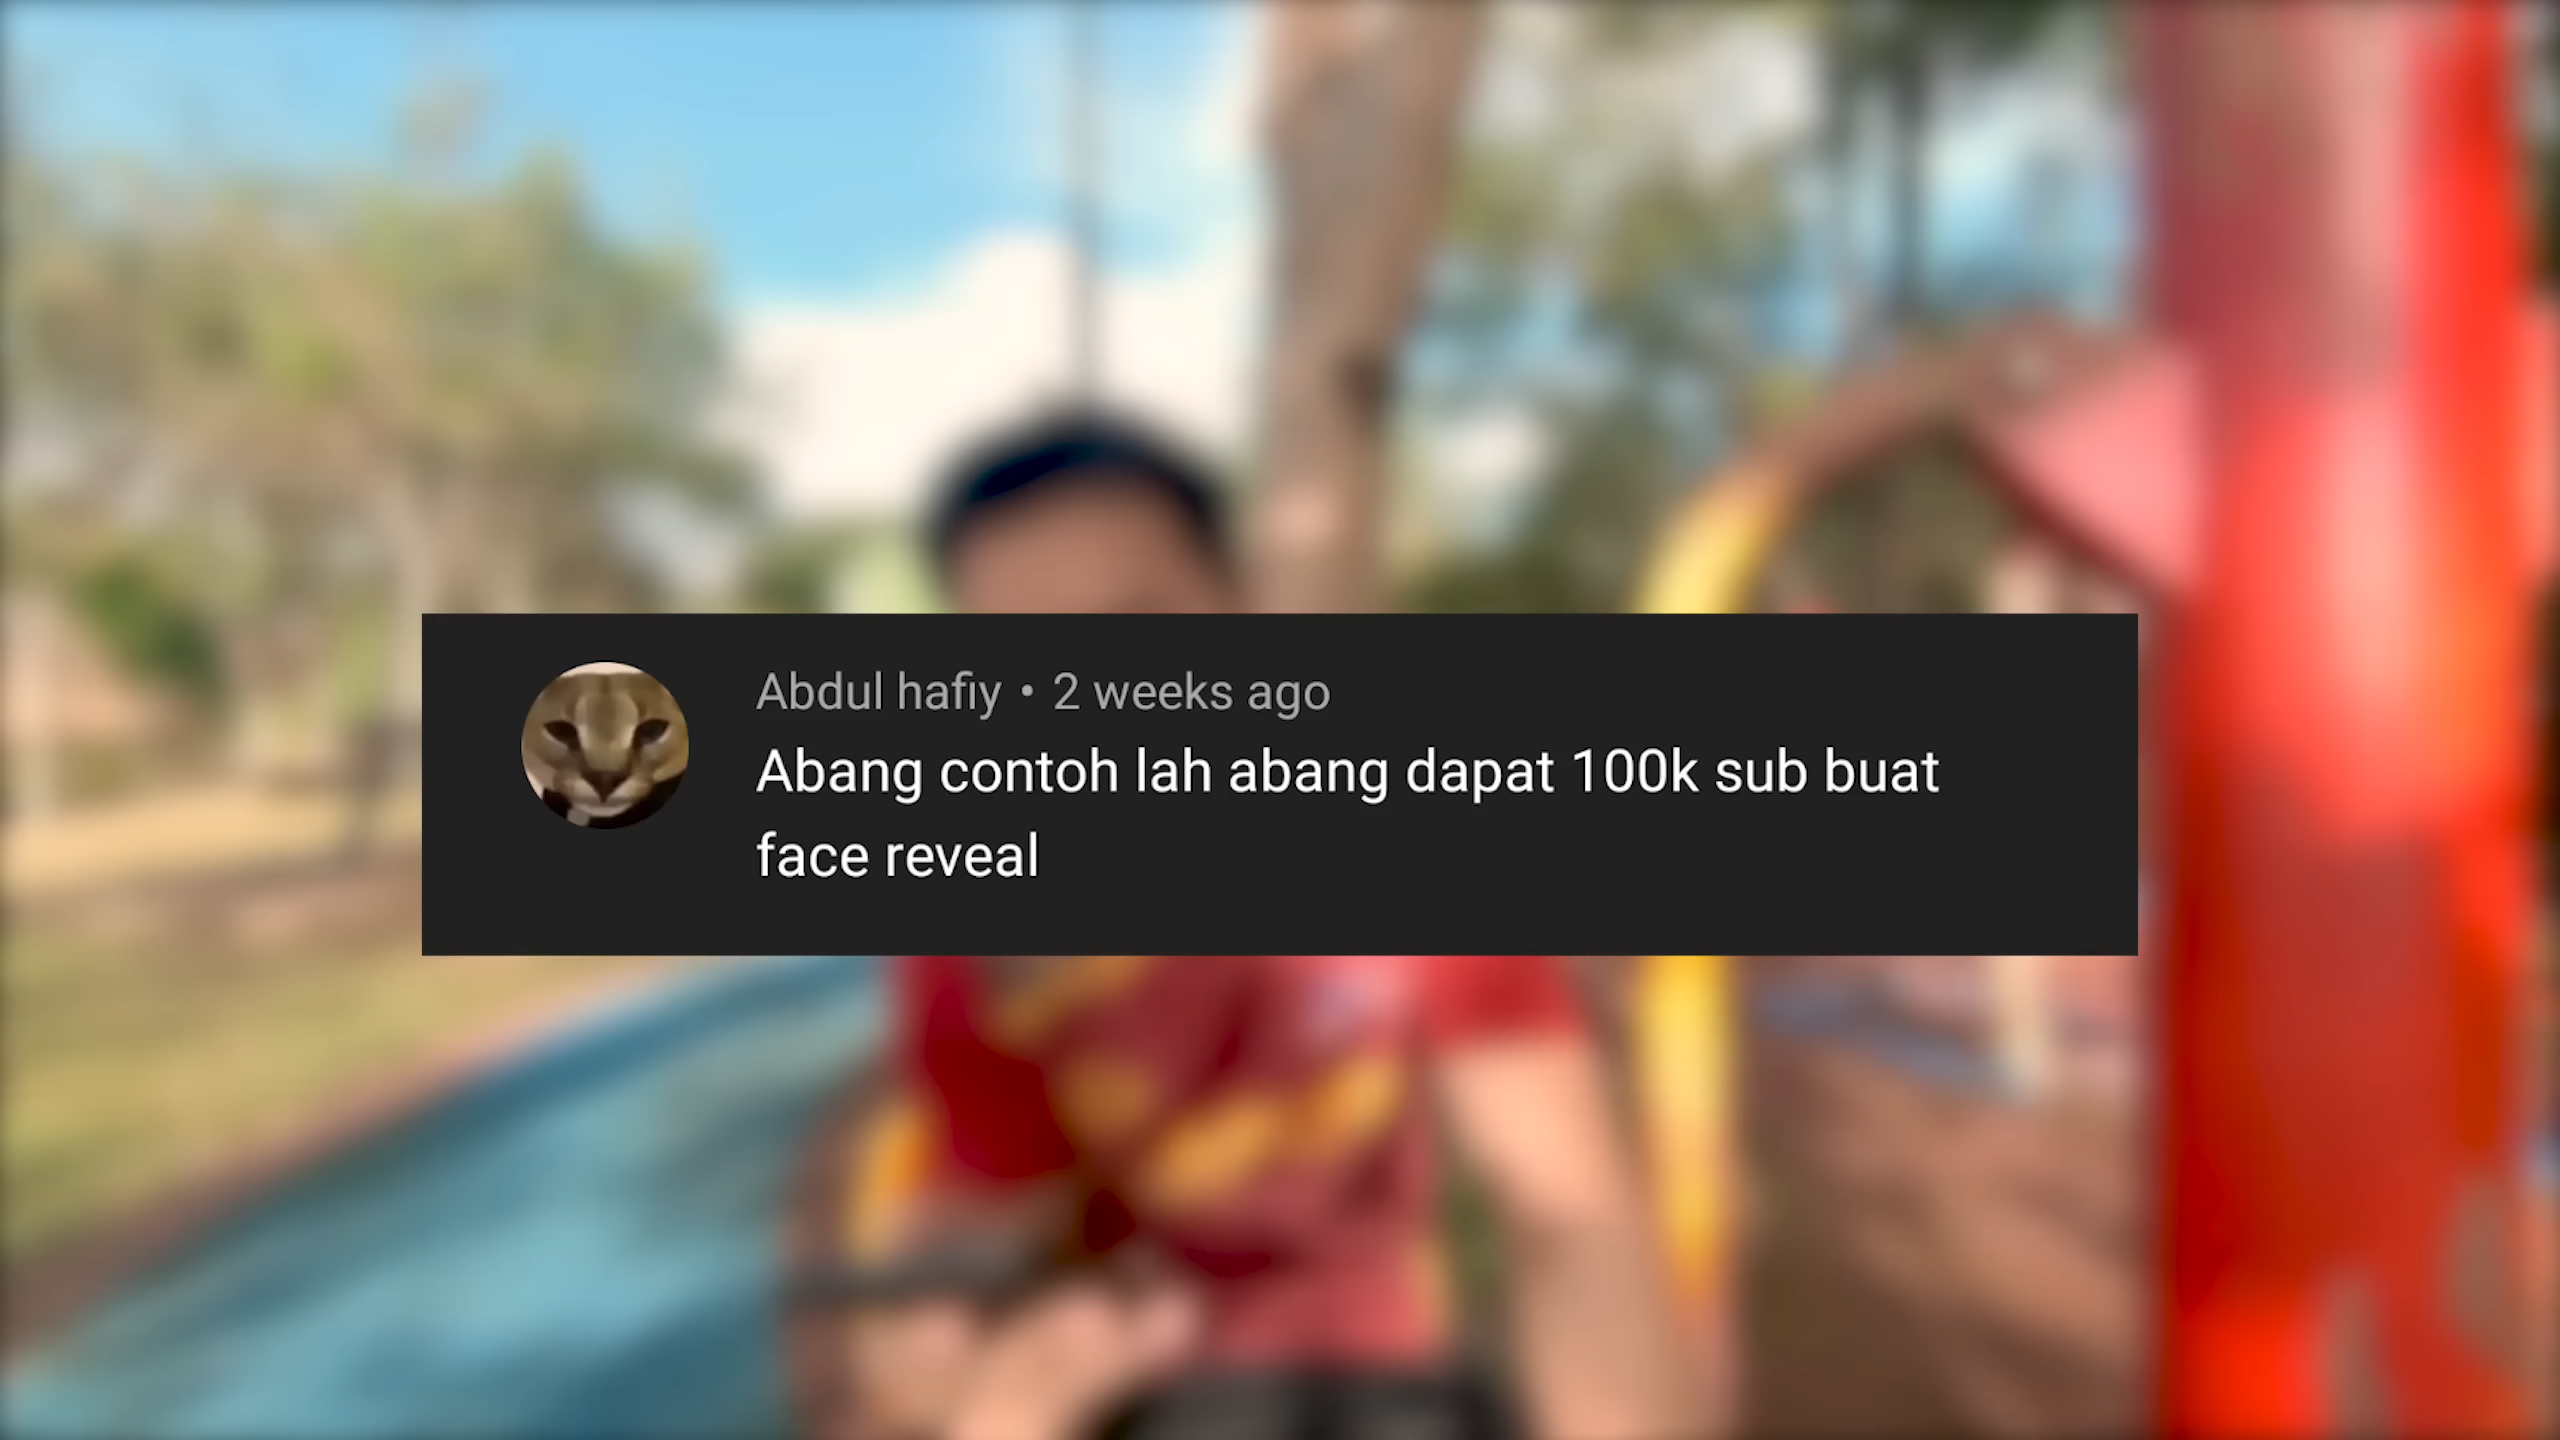 Abdul hafiy • 2 weeks ago
Abang contoh lah abang dapat 100k sub buat
face reveal